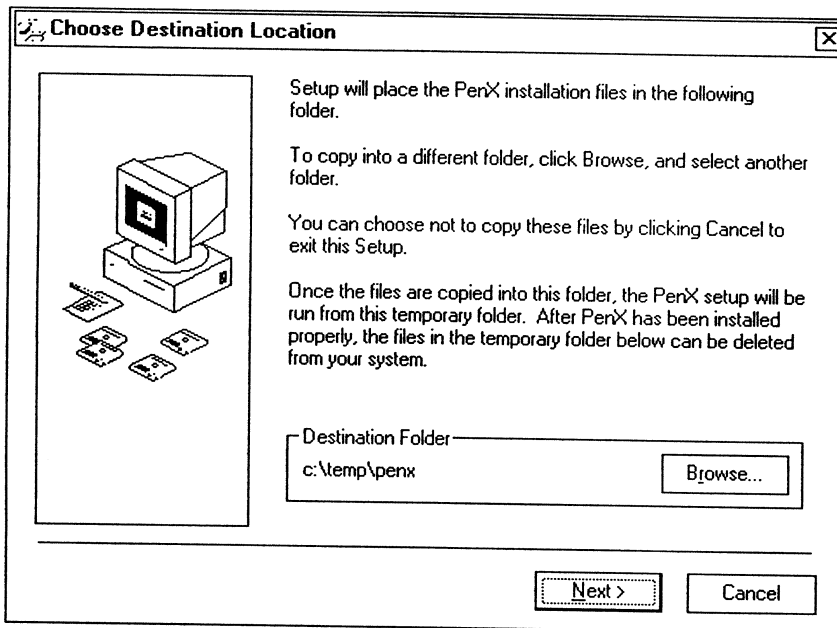 Choose Destination Location
Setup will place the PenX installation files in the following
folder.
To copy into a different folder, click Browse, and select another
folder.
You can choose not to copy these files by clicking Cancel to
exit this Setup.
Once the files are copied into this folder, the PenX setup will be
run from this temporary folder. After PenX has been installed
properly, the files in the temporary folder below can be deleted
from your system.
Destination Folder
c:\temp\penx
Browse...
Next >
Cancel